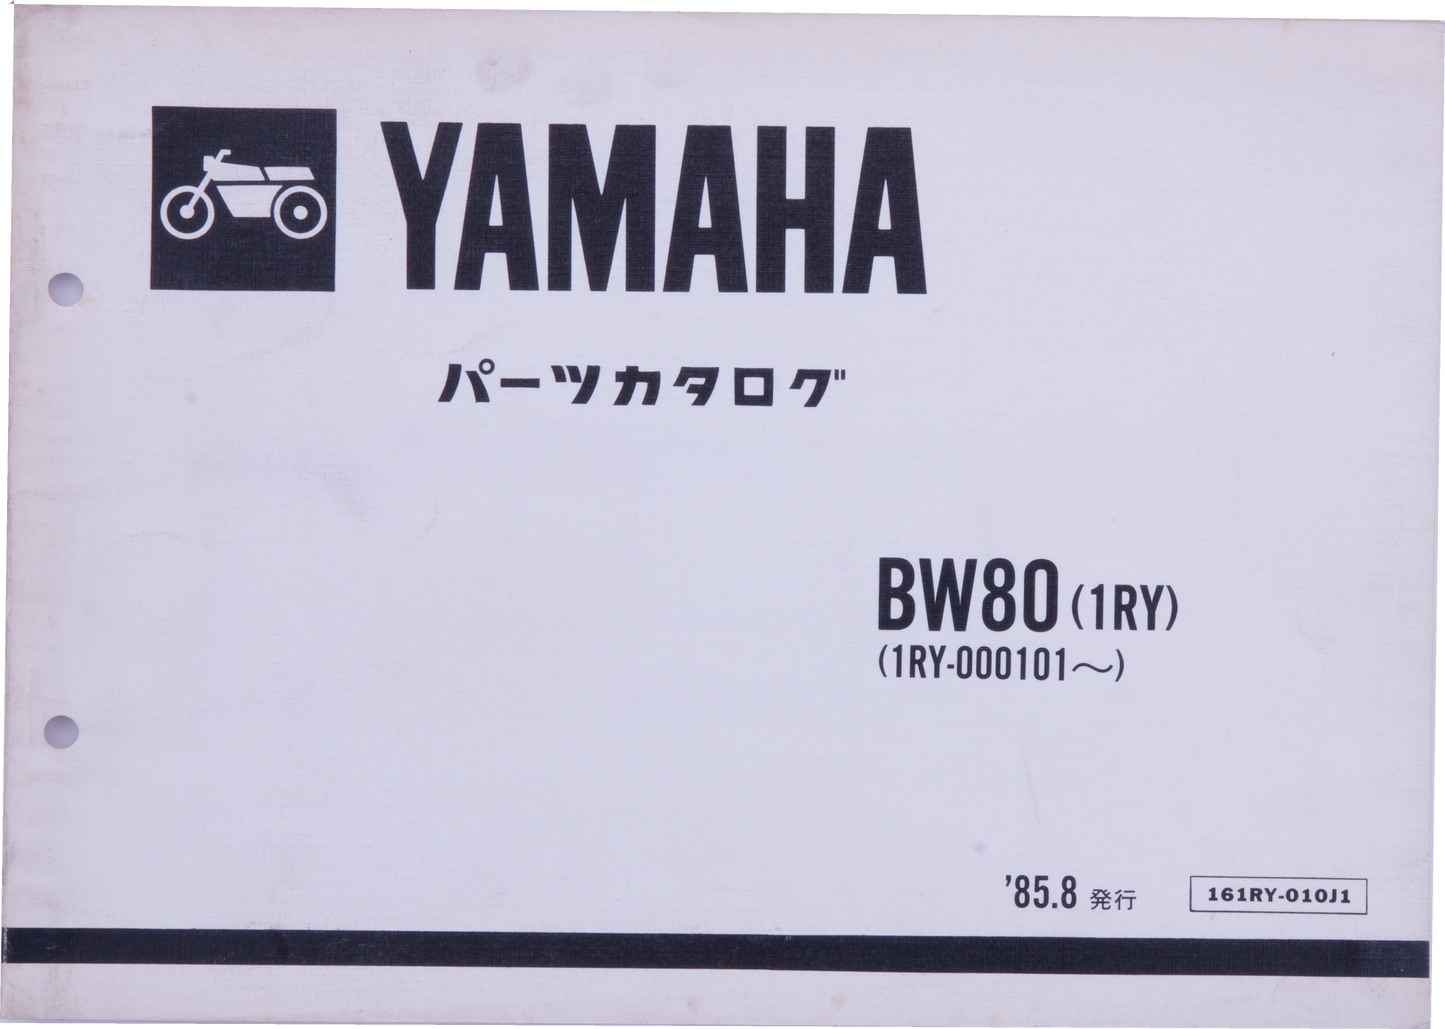 YAMAHA
パーツカタログ
BW80 (1RY)
(1RY-000101～)
'85.8 発行
161RY-010J1